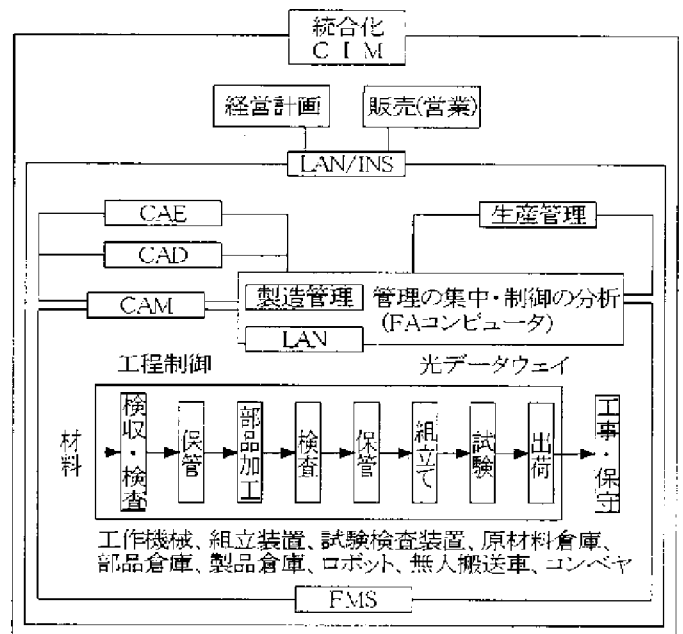 統合化
CIM
経営計画
販売(営業)
LAN/INS
CAE
生産管理
CAD
CAM
製造管理
管理の集中・制御の分析
(FAコンピュータ)
LAN
工程制御
光データウェイ
材料
検収・検査
保管
部品加工
検査
保管
組立て
試験
出荷
工事・保守
工作機械、組立装置、試験検査装置、原材料倉庫、
部品倉庫、製品倉庫、ロボット、無人搬送車、コンベヤ
FMS